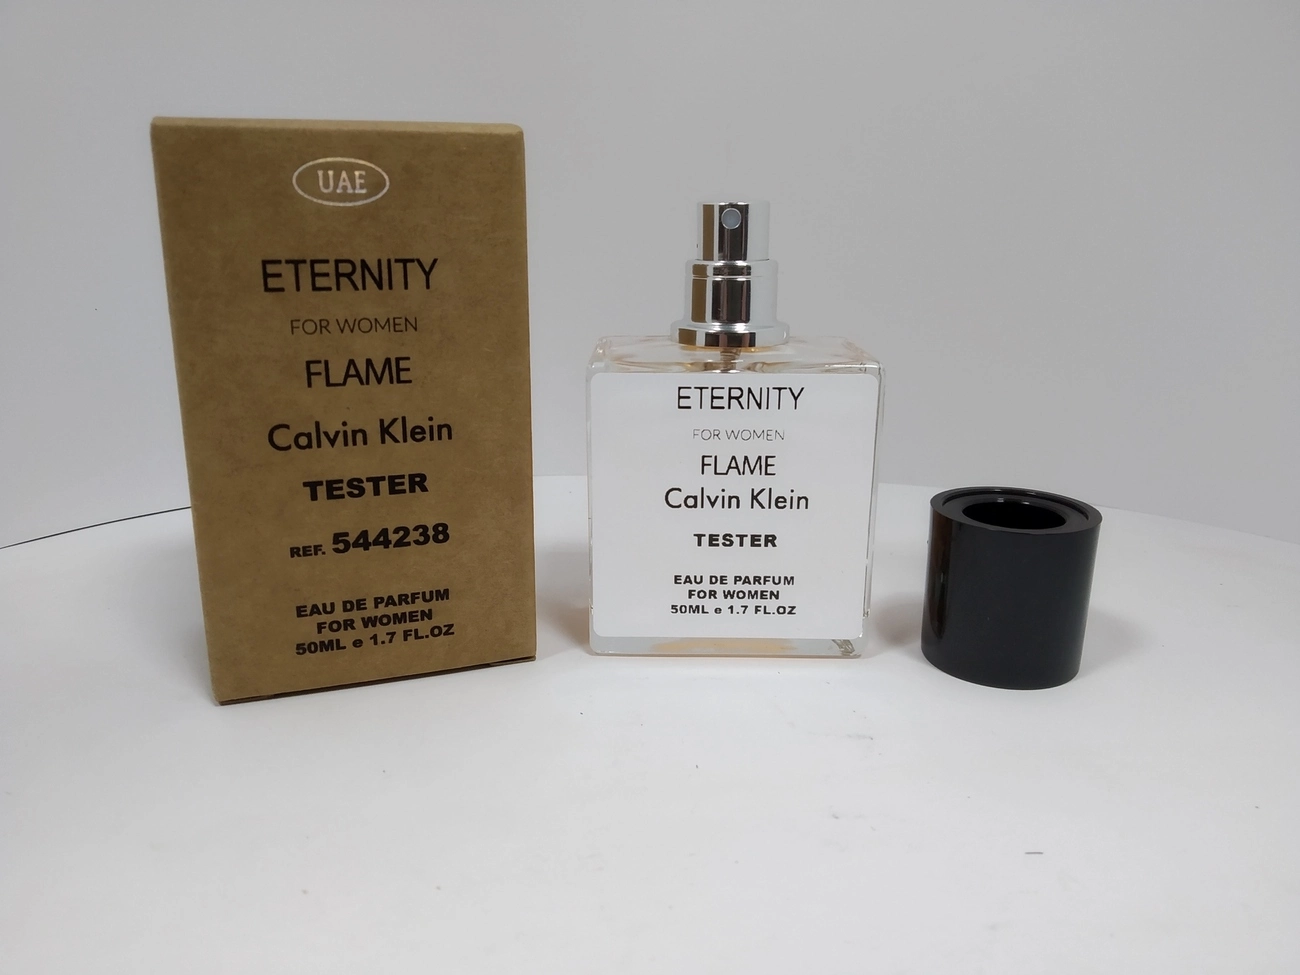 UAE
ETERNITY
FOR WOMEN
FLAME
Calvin Klein
TESTER
REF. 544238
EAU DE PARFUM
FOR WOMEN
50ML e 1.7 FL.OZ
ETERNITY
FOR WOMEN
FLAME
Calvin Klein
TESTER
EAU DE PARFUM
FOR WOMEN
50ML e 1.7 FL.OZ